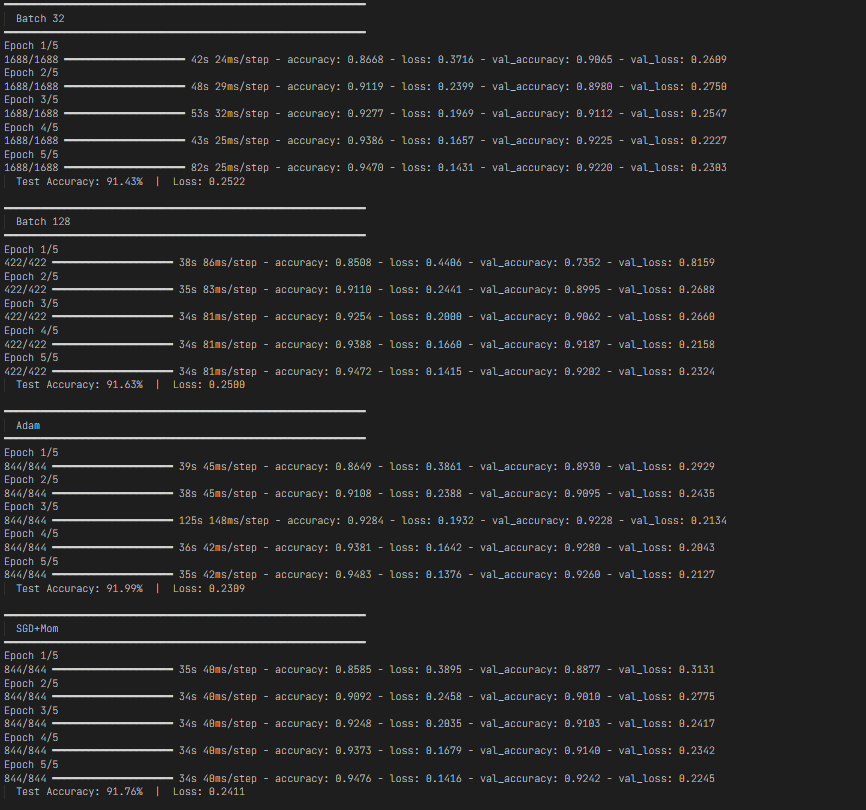 Batch 32
Epoch 1/5
1688/1688 42s 24ms/step - accuracy: 0.8668 - loss: 0.3716 - val_accuracy: 0.9065 - val_loss: 0.2609
Epoch 2/5
1688/1688 48s 29ms/step - accuracy: 0.9119 - loss: 0.2399 - val_accuracy: 0.8980 - val_loss: 0.2750
Epoch 3/5
1688/1688 53s 32ms/step - accuracy: 0.9277 - loss: 0.1969 - val_accuracy: 0.9112 - val_loss: 0.2547
Epoch 4/5
1688/1688 43s 25ms/step - accuracy: 0.9386 - loss: 0.1657 - val_accuracy: 0.9225 - val_loss: 0.2227
Epoch 5/5
1688/1688 82s 25ms/step - accuracy: 0.9470 - loss: 0.1431 - val_accuracy: 0.9220 - val_loss: 0.2303
Test Accuracy: 91.43% | Loss: 0.2522
Batch 128
Epoch 1/5
422/422 38s 86ms/step - accuracy: 0.8508 - loss: 0.4406 - val_accuracy: 0.7352 - val_loss: 0.8159
Epoch 2/5
422/422 35s 83ms/step - accuracy: 0.9110 - loss: 0.2441 - val_accuracy: 0.8995 - val_loss: 0.2688
Epoch 3/5
422/422 34s 81ms/step - accuracy: 0.9254 - loss: 0.2000 - val_accuracy: 0.9062 - val_loss: 0.2660
Epoch 4/5
422/422 34s 81ms/step - accuracy: 0.9388 - loss: 0.1660 - val_accuracy: 0.9187 - val_loss: 0.2158
Epoch 5/5
422/422 34s 81ms/step - accuracy: 0.9472 - loss: 0.1415 - val_accuracy: 0.9202 - val_loss: 0.2324
Test Accuracy: 91.63% | Loss: 0.2500
Adam
Epoch 1/5
844/844 39s 45ms/step - accuracy: 0.8649 - loss: 0.3861 - val_accuracy: 0.8930 - val_loss: 0.2929
Epoch 2/5
844/844 38s 45ms/step - accuracy: 0.9108 - loss: 0.2388 - val_accuracy: 0.9095 - val_loss: 0.2435
Epoch 3/5
844/844 125s 148ms/step - accuracy: 0.9284 - loss: 0.1932 - val_accuracy: 0.9228 - val_loss: 0.2134
Epoch 4/5
844/844 36s 42ms/step - accuracy: 0.9381 - loss: 0.1642 - val_accuracy: 0.9280 - val_loss: 0.2043
Epoch 5/5
844/844 35s 42ms/step - accuracy: 0.9483 - loss: 0.1376 - val_accuracy: 0.9260 - val_loss: 0.2127
Test Accuracy: 91.99% | Loss: 0.2309
SGD+Mom
Epoch 1/5
844/844 35s 40ms/step - accuracy: 0.8585 - loss: 0.3895 - val_accuracy: 0.8877 - val_loss: 0.3131
Epoch 2/5
844/844 34s 40ms/step - accuracy: 0.9092 - loss: 0.2458 - val_accuracy: 0.9010 - val_loss: 0.2775
Epoch 3/5
844/844 34s 40ms/step - accuracy: 0.9248 - loss: 0.2035 - val_accuracy: 0.9103 - val_loss: 0.2417
Epoch 4/5
844/844 34s 40ms/step - accuracy: 0.9373 - loss: 0.1679 - val_accuracy: 0.9140 - val_loss: 0.2342
Epoch 5/5
844/844 34s 40ms/step - accuracy: 0.9476 - loss: 0.1416 - val_accuracy: 0.9242 - val_loss: 0.2245
Test Accuracy: 91.76% | Loss: 0.2411